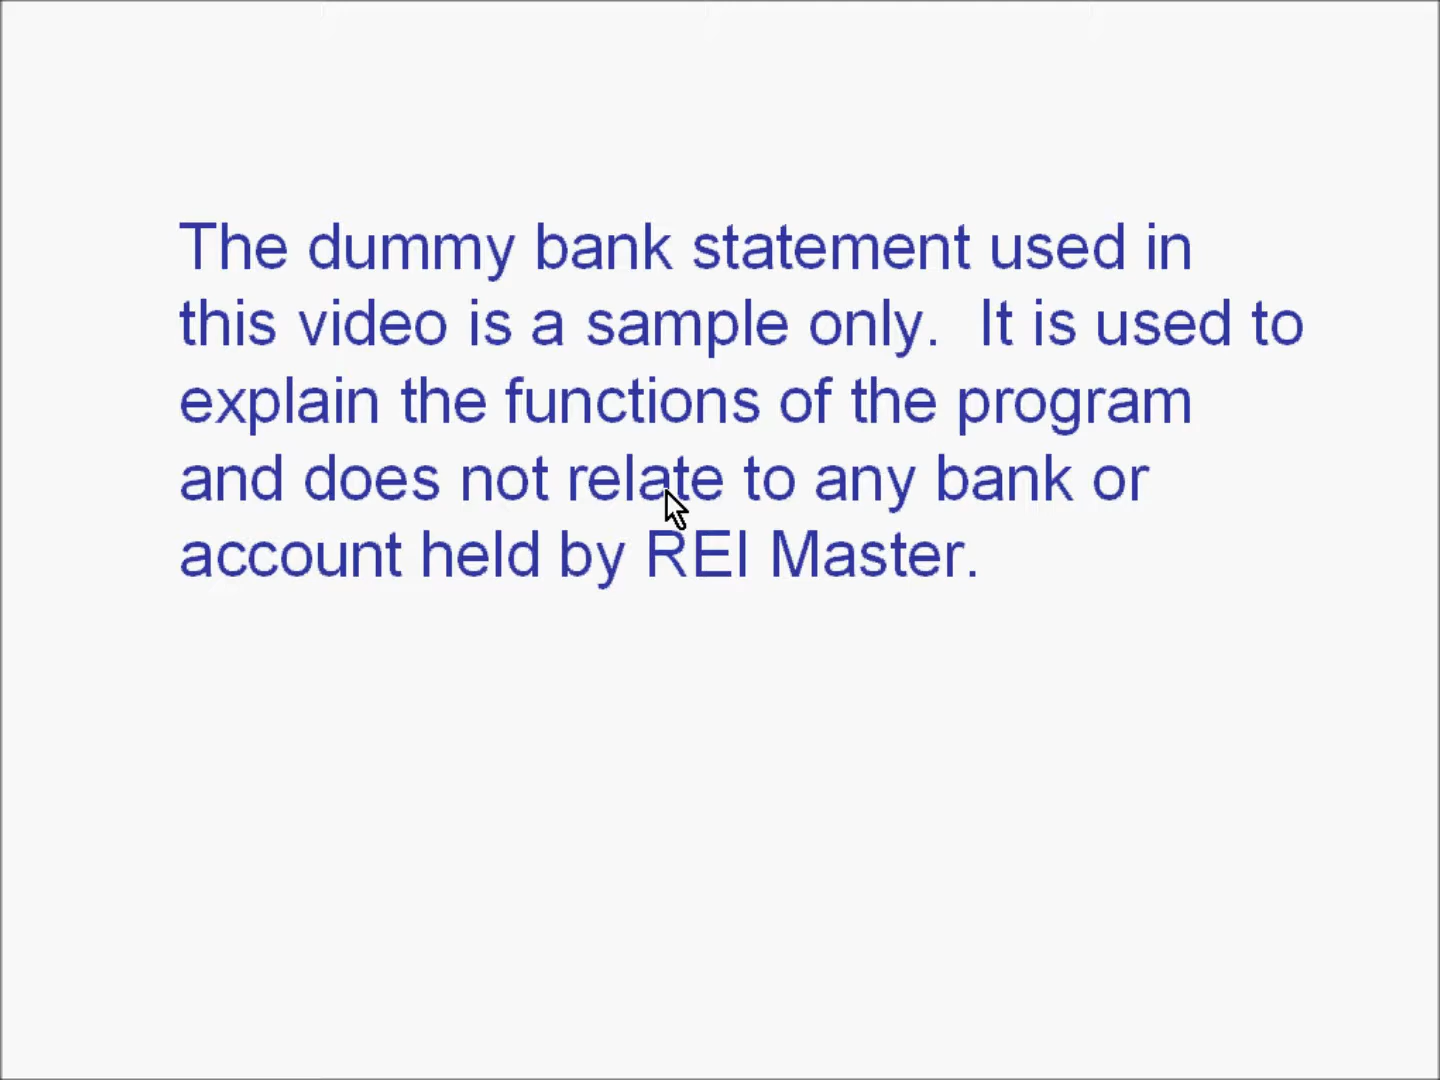 The dummy bank statement used in
this video is a sample only.  It is used to
explain the functions of the program
and does not relate to any bank or
account held by REI Master.